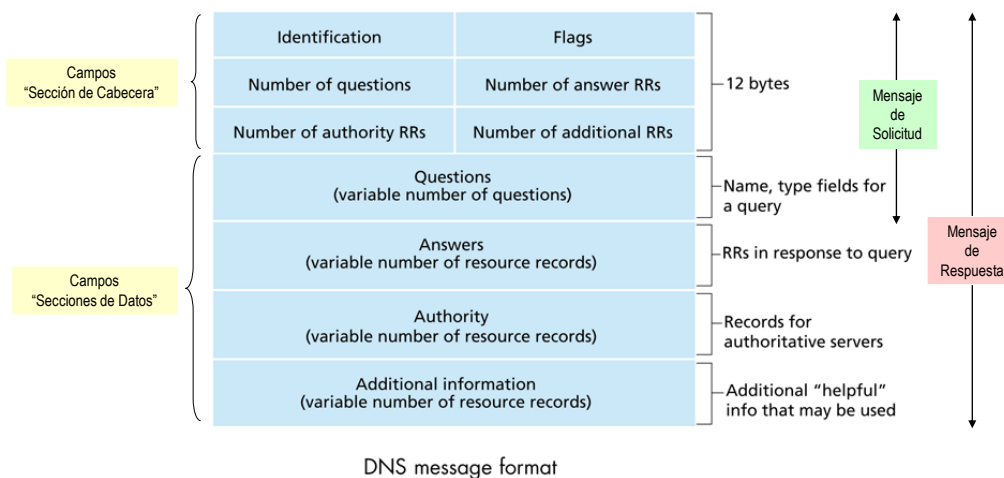 Identification
Flags
Campos
“Sección de Cabecera”
Number of questions
Number of answer RRs
12 bytes
Mensaje
de
Solicitud
Number of authority RRs
Number of additional RRs
Questions
(variable number of questions)
Name, type fields for
a query
Answers
(variable number of resource records)
RRs in response to query
Mensaje
de
Respuesta
Campos
“Secciones de Datos”
Authority
(variable number of resource records)
Records for
authoritative servers
Additional information
(variable number of resource records)
Additional “helpful”
info that may be used
DNS message format